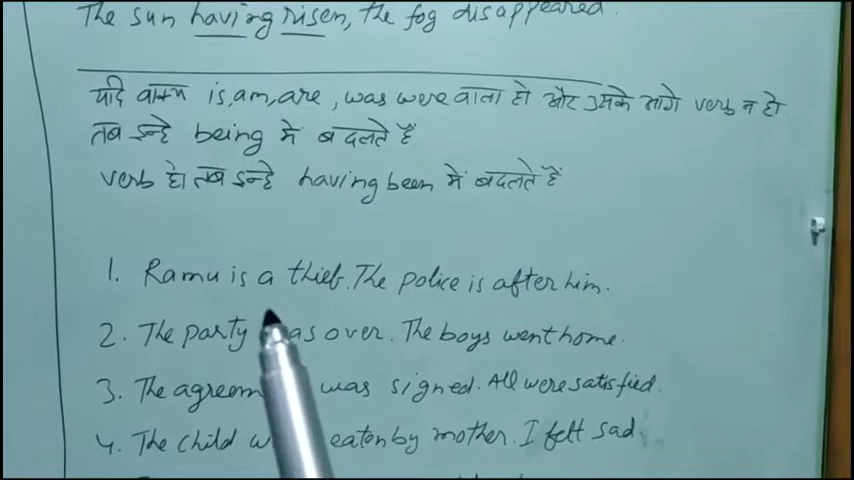 The sun having risen, the fog disappeared.
यदि वाक्य is, am, are, was were वाला हो और उसके आगे verb न हो
तब इन्हे being में बदलते हैं
verb हो तब इन्हे having been में बदलते हैं
1. Ramu is a thief. The police is after him.
2. The party was over. The boys went home.
3. The agreem was signed. All were satisfied.
4. The child w eaten by mother. I felt sad.